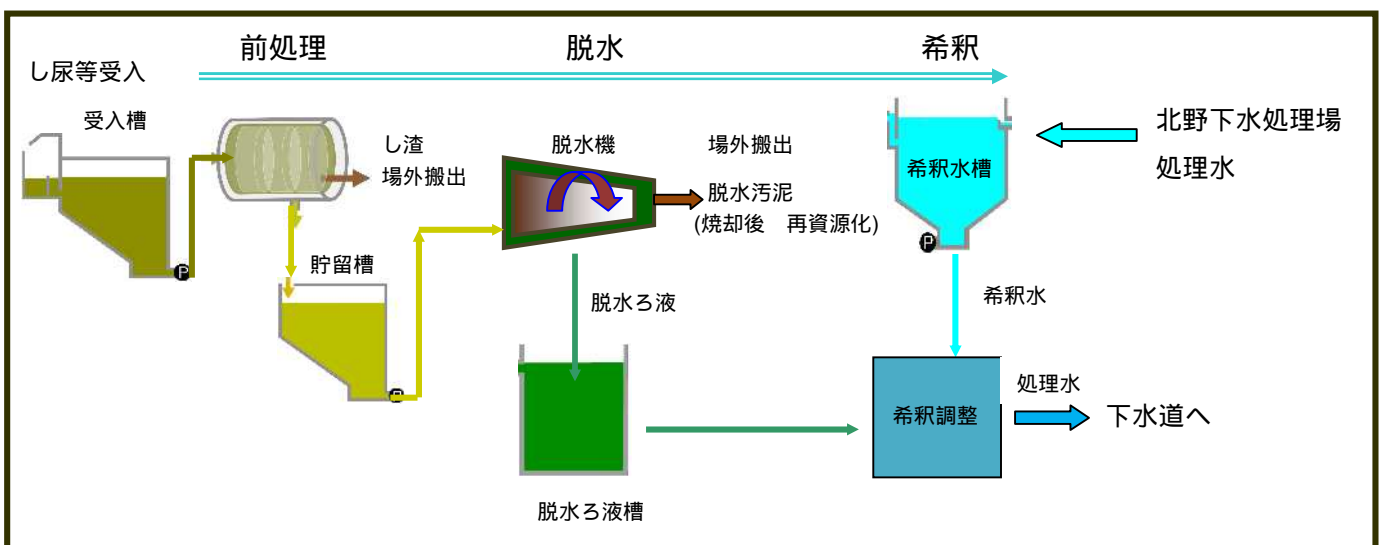 前処理
脱水
希釈
し尿等受入
受入槽
し渣
場外搬出
貯留槽
P
P
脱水機
場外搬出
脱水汚泥
(焼却後 再資源化)
脱水ろ液
脱水ろ液槽
希釈水槽
P
北野下水処理場
処理水
希釈水
希釈調整
処理水
下水道へ